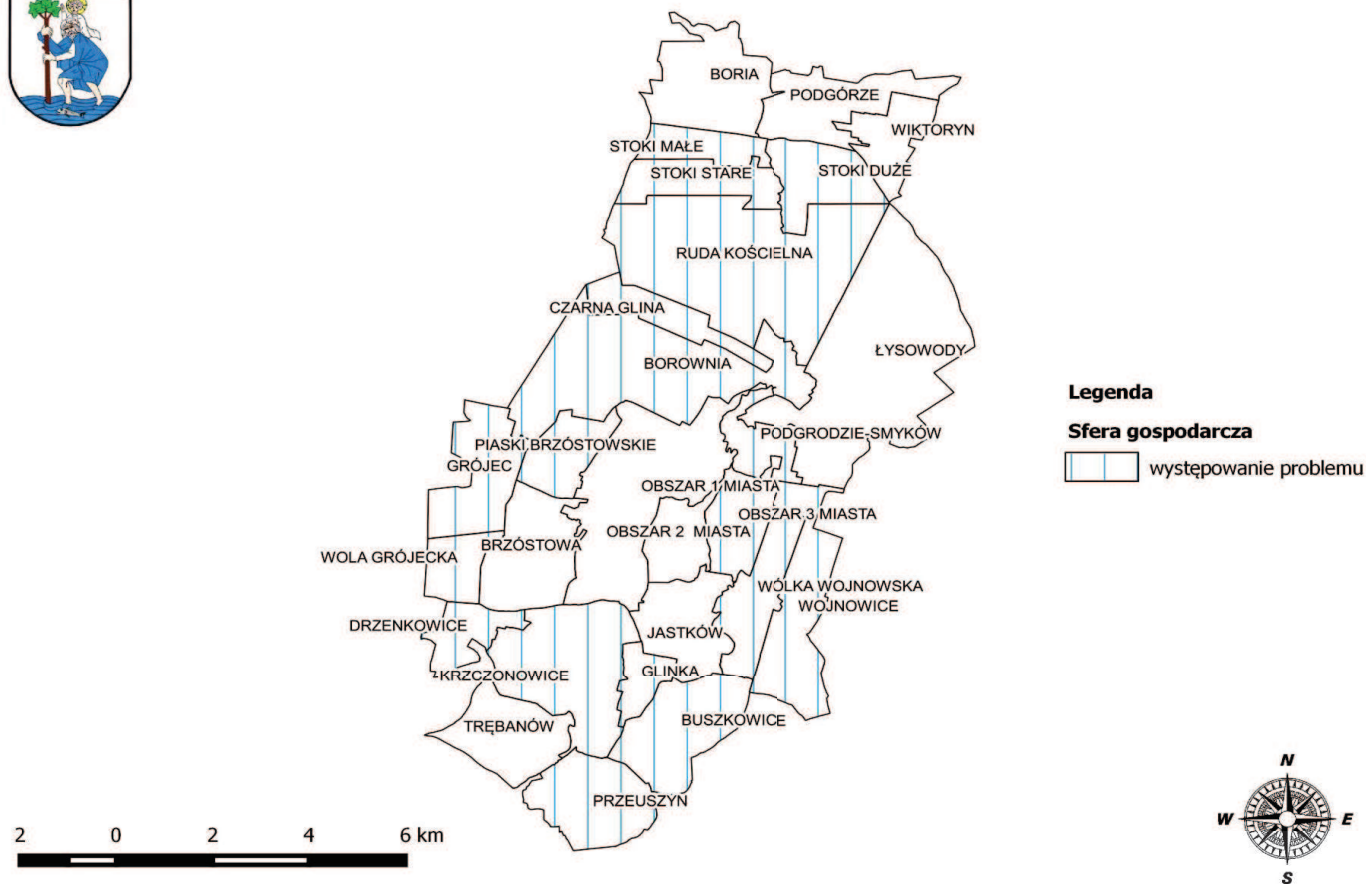 BORIA
PODGÓRZE
WIKTORYN
STOKI MAŁE
STOKI STARE
STOKI DUŻE
RUDA KOŚCIELNA
CZARNA GLINA
ŁYSOWODY
BOROWNIA
Legenda
Sfera gospodarcza
występowanie problemu
PODGRODZIE-SMYKÓW
PIASKI BRZÓSTOWSKIE
GRÓJEC
OBSZAR 1 MIASTA
OBSZAR 3 MIASTA
OBSZAR 2 MIASTA
BRZÓSTOWA
WOLA GRÓJECKA
WÓLKA WOJNOWSKA
WOJNOWICE
DRZENKOWICE
JASTKÓW
GLINKA
KRZCZONOWICE
BUSZKOWICE
TRĘBANÓW
PRZEUSZYN
2 0 2 4 6 km
N
W E
S